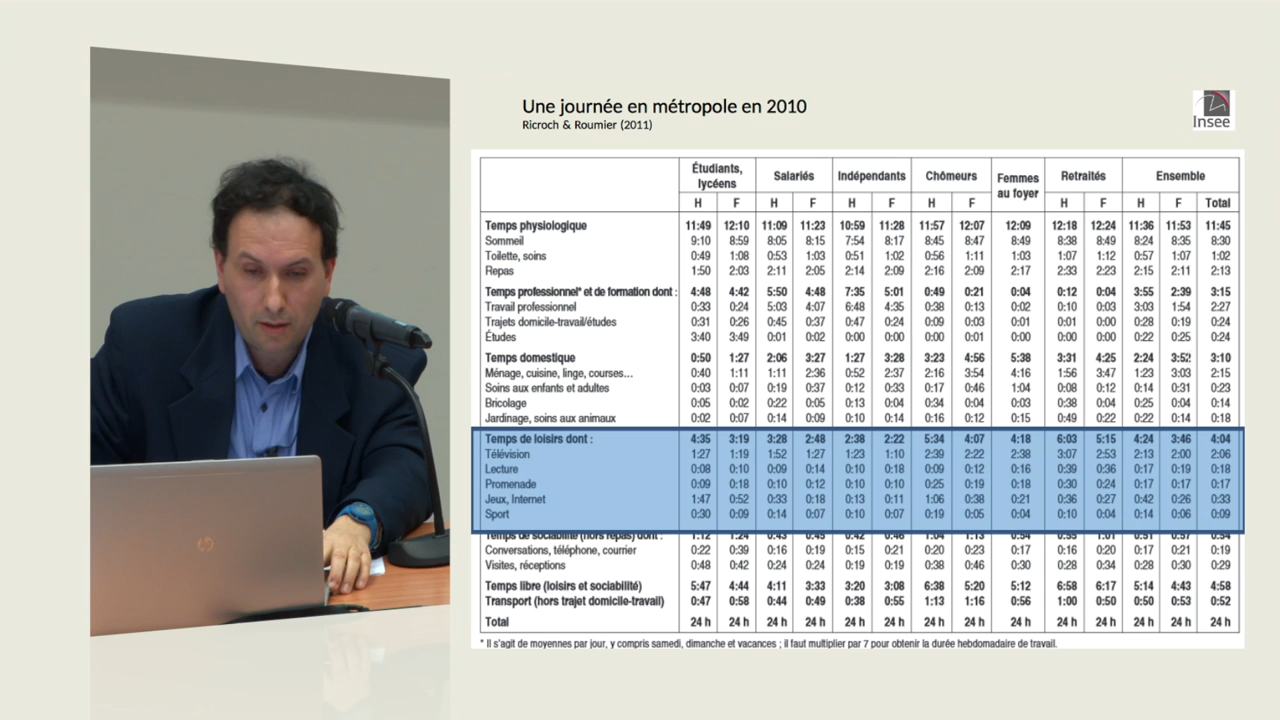 Une journée en métropole en 2010
Ricroch & Roumier (2011)
Insee
Étudiants, lycéens Salariés Indépendants Chômeurs Femmes au foyer Retraités Ensemble
H F H F H F H F H F H F Total
Temps physiologique 11:49 12:10 11:09 11:23 10:59 11:28 11:57 12:07 12:09 12:18 12:24 11:36 11:53 11:45
Sommeil 9:10 8:59 8:05 8:15 7:54 8:17 8:45 8:47 8:49 8:38 8:49 8:24 8:35 8:30
Toilette, soins 0:49 1:08 0:53 1:03 0:51 1:02 0:56 1:11 1:03 1:07 1:12 0:57 1:07 1:02
Repas 1:50 2:03 2:11 2:05 2:14 2:09 2:16 2:09 2:17 2:33 2:23 2:15 2:11 2:13
Temps professionnel* et de formation dont : 4:48 4:42 5:50 4:48 7:35 5:01 0:49 0:21 0:04 0:12 0:04 3:55 2:39 3:15
Travail professionnel 0:33 0:24 5:03 4:07 6:48 4:35 0:38 0:13 0:02 0:10 0:03 3:03 1:54 2:27
Trajets domicile-travail/études 0:31 0:26 0:45 0:37 0:47 0:24 0:09 0:03 0:01 0:01 0:00 0:28 0:19 0:24
Études 3:40 3:49 0:01 0:02 0:00 0:00 0:00 0:01 0:00 0:00 0:00 0:22 0:25 0:24
Temps domestique 0:50 1:27 2:06 3:27 1:27 3:28 3:23 4:56 5:38 3:31 4:25 2:24 3:52 3:10
Ménage, cuisine, linge, courses... 0:40 1:11 1:11 2:36 0:52 2:37 2:16 3:54 4:16 1:56 3:47 1:23 3:03 2:15
Soins aux enfants et adultes 0:03 0:07 0:19 0:37 0:12 0:33 0:17 0:46 1:04 0:08 0:12 0:14 0:31 0:23
Bricolage 0:05 0:02 0:22 0:05 0:13 0:04 0:34 0:04 0:03 0:38 0:04 0:25 0:04 0:14
Jardinage, soins aux animaux 0:02 0:07 0:14 0:09 0:10 0:14 0:16 0:12 0:15 0:49 0:22 0:22 0:14 0:18
Temps de loisirs dont : 4:35 3:19 3:28 2:48 2:38 2:22 5:34 4:07 4:18 6:03 5:15 4:24 3:46 4:04
Télévision 1:27 1:19 1:52 1:27 1:23 1:10 2:39 2:22 2:38 3:07 2:53 2:13 2:00 2:06
Lecture 0:08 0:10 0:09 0:14 0:10 0:18 0:09 0:12 0:16 0:39 0:36 0:17 0:19 0:18
Promenade 0:09 0:18 0:10 0:12 0:10 0:10 0:25 0:19 0:18 0:30 0:24 0:17 0:17 0:17
Jeux, Internet 1:47 0:52 0:33 0:18 0:13 0:11 1:06 0:38 0:21 0:36 0:27 0:42 0:26 0:33
Sport 0:30 0:09 0:14 0:07 0:10 0:07 0:19 0:05 0:04 0:10 0:04 0:14 0:06 0:09
Temps de sociabilité (hors repas) dont : 1:12 1:24 0:43 0:45 0:42 0:46 1:04 1:13 0:54 0:55 1:01 0:51 0:57 0:54
Conversations, téléphone, courrier 0:22 0:39 0:16 0:19 0:15 0:21 0:20 0:23 0:17 0:16 0:20 0:17 0:21 0:19
Visites, réceptions 0:48 0:42 0:24 0:24 0:19 0:19 0:38 0:46 0:30 0:28 0:34 0:28 0:30 0:29
Temps libre (loisirs et sociabilité) 5:47 4:44 4:11 3:33 3:20 3:08 6:38 5:20 5:12 6:58 6:17 5:14 4:43 4:58
Transport (hors trajet domicile-travail) 0:47 0:58 0:44 0:49 0:38 0:55 1:13 1:16 0:56 1:00 0:50 0:50 0:53 0:52
Total 24 h 24 h 24 h 24 h 24 h 24 h 24 h 24 h 24 h 24 h 24 h 24 h 24 h 24 h
* Il s'agit de moyennes par jour, y compris samedi, dimanche et vacances ; il faut multiplier par 7 pour obtenir la durée hebdomadaire de travail.
hp